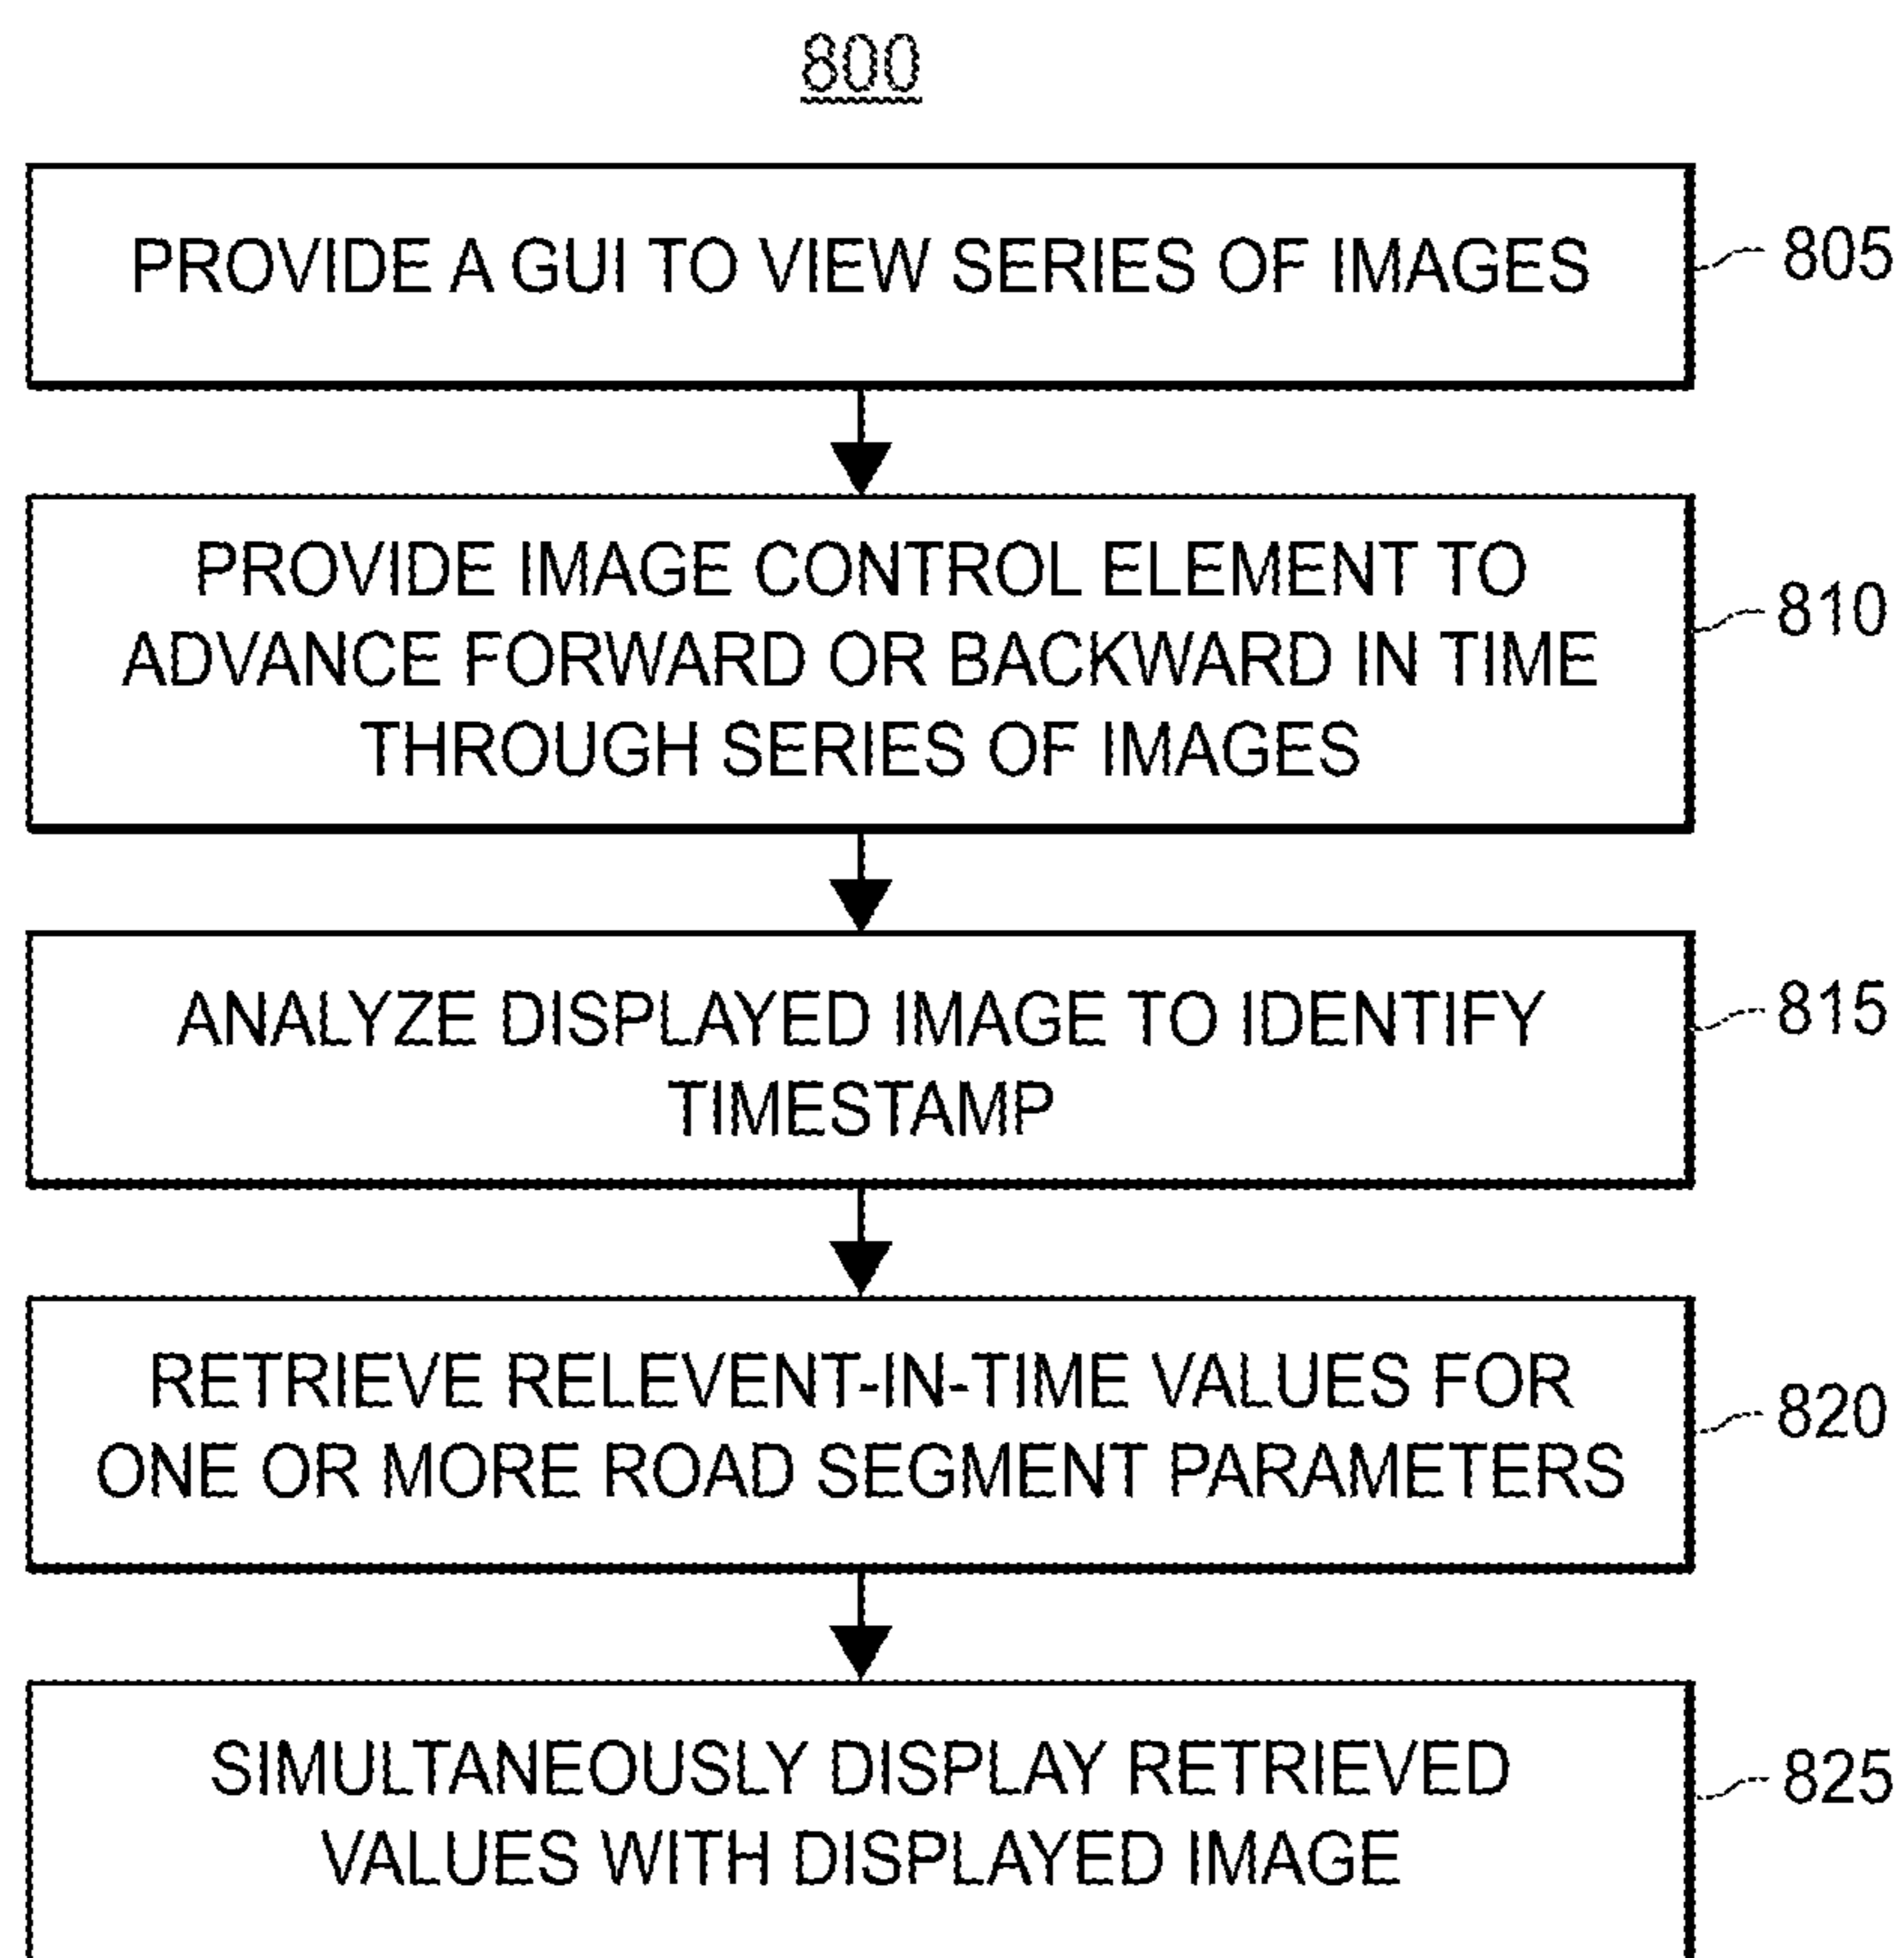 800
PROVIDE A GUI TO VIEW SERIES OF IMAGES
805
PROVIDE IMAGE CONTROL ELEMENT TO
ADVANCE FORWARD OR BACKWARD IN TIME
THROUGH SERIES OF IMAGES
810
ANALYZE DISPLAYED IMAGE TO IDENTIFY
TIMESTAMP
815
RETRIEVE RELEVENT-IN-TIME VALUES FOR
ONE OR MORE ROAD SEGMENT PARAMETERS
820
SIMULTANEOUSLY DISPLAY RETRIEVED
VALUES WITH DISPLAYED IMAGE
825